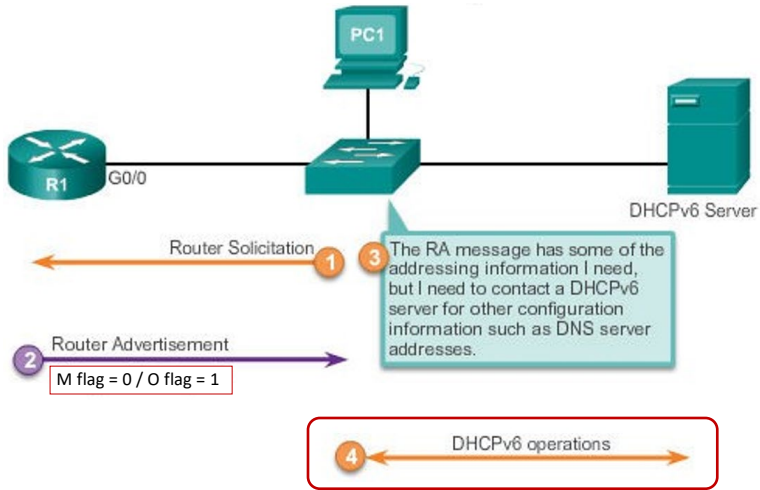 PC1
R1
G0/0
DHCPv6 Server
Router Solicitation
1
3
The RA message has some of the
addressing information I need,
but I need to contact a DHCPv6
server for other configuration
information such as DNS server
addresses.
2
Router Advertisement
M flag = 0 / O flag = 1
4
DHCPv6 operations